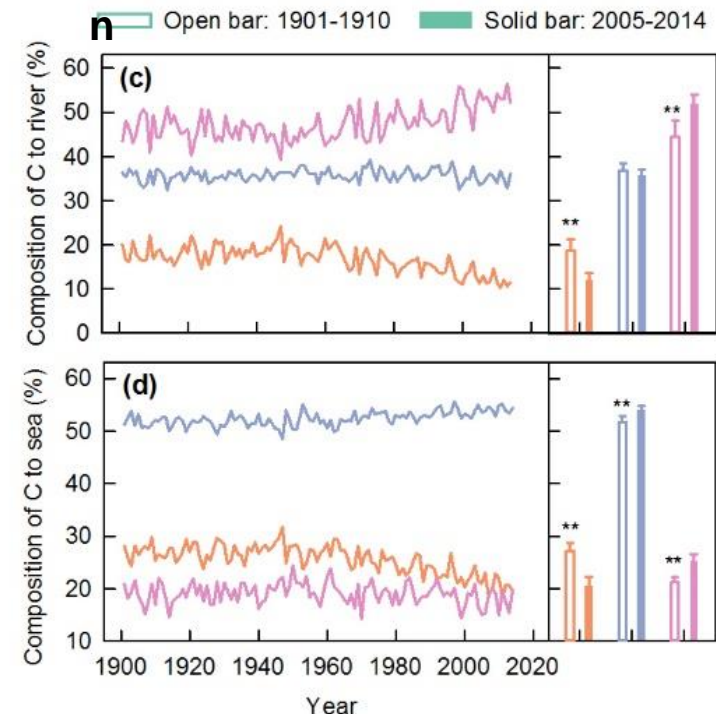 n
Open bar: 1901-1910 Solid bar: 2005-2014
Composition of C to river (%)
(c)
60
50
40
30
20
10
0
**
**
Composition of C to sea (%)
(d)
60
50
40
30
20
10
**
**
**
1900 1920 1940 1960 1980 2000 2020
Year